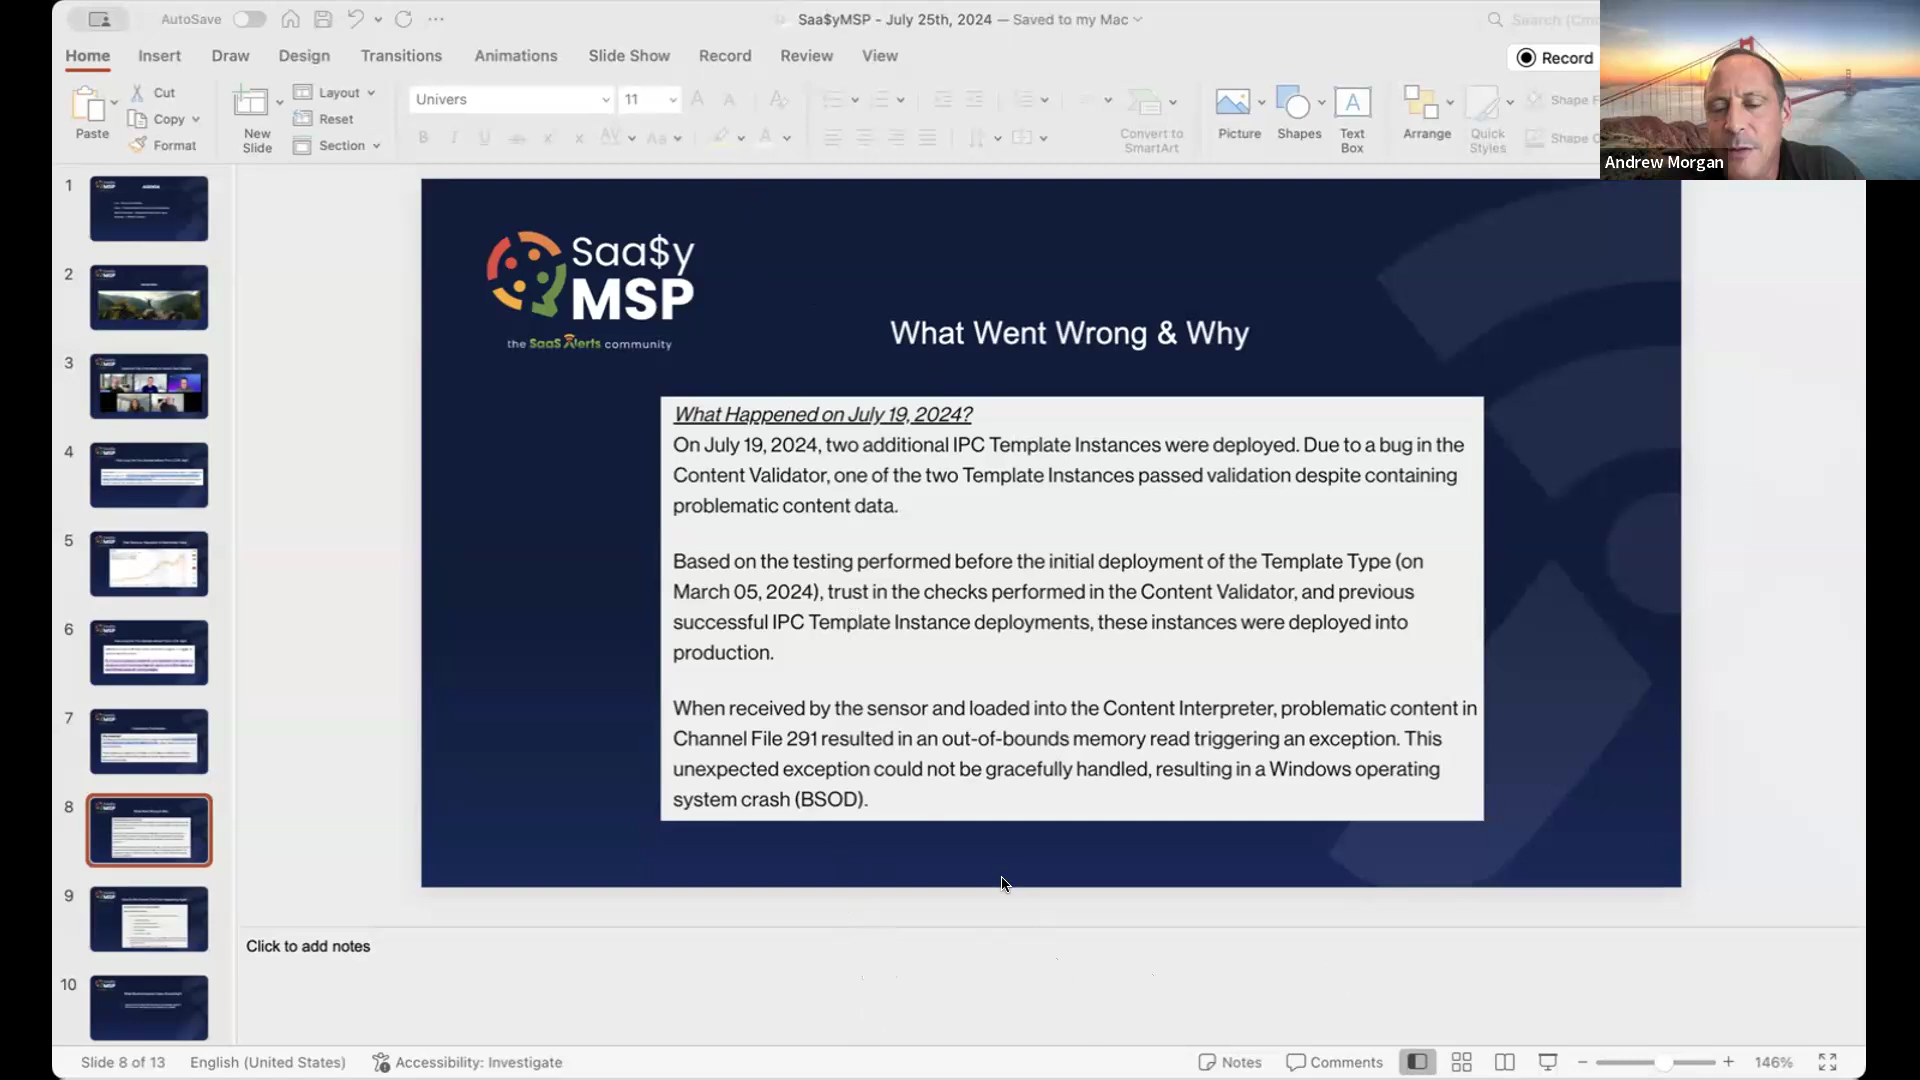 AutoSave
Saa$yMSP - July 25th, 2024 — Saved to my Mac
Home Insert Draw Design Transitions Animations Slide Show Record Review View
Record
Paste
Cut
Copy
Format
New
Slide
Layout
Reset
Section
Univers
11
Convert to
SmartArt
Picture
Shapes
Text
Box
Arrange
Quick
Styles
Andrew Morgan
1
2
3
4
5
6
7
8
9
10
Saa$y
MSP
the SaaS Alerts community
What Went Wrong & Why
What Happened on July 19, 2024?
On July 19, 2024, two additional IPC Template Instances were deployed. Due to a bug in the
Content Validator, one of the two Template Instances passed validation despite containing
problematic content data.
Based on the testing performed before the initial deployment of the Template Type (on
March 05, 2024), trust in the checks performed in the Content Validator, and previous
successful IPC Template Instance deployments, these instances were deployed into
production.
When received by the sensor and loaded into the Content Interpreter, problematic content in
Channel File 291 resulted in an out-of-bounds memory read triggering an exception. This
unexpected exception could not be gracefully handled, resulting in a Windows operating
system crash (BSOD).
Click to add notes
Slide 8 of 13 English (United States) Accessibility: Investigate
Notes Comments 146%